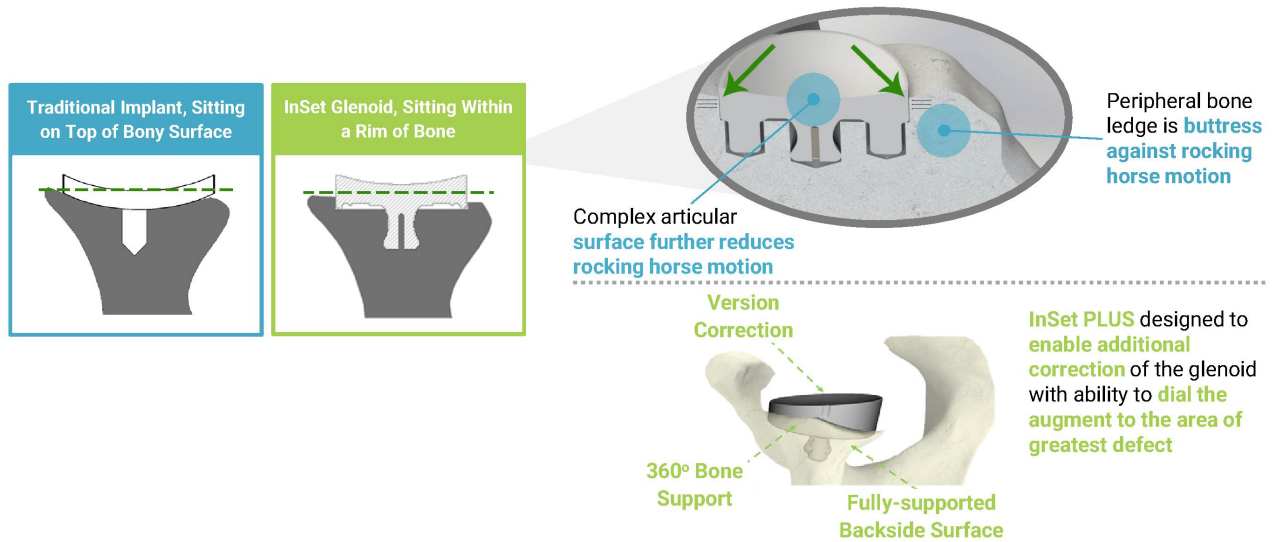 Traditional Implant, Sitting
on Top of Bony Surface
InSet Glenoid, Sitting Within
a Rim of Bone
Peripheral bone
ledge is buttress
against rocking
horse motion
Complex articular
surface further reduces
rocking horse motion
Version
Correction
InSet PLUS designed to
enable additional
correction of the glenoid
with ability to dial the
augment to the area of
greatest defect
360º Bone
Support
Fully-supported
Backside Surface